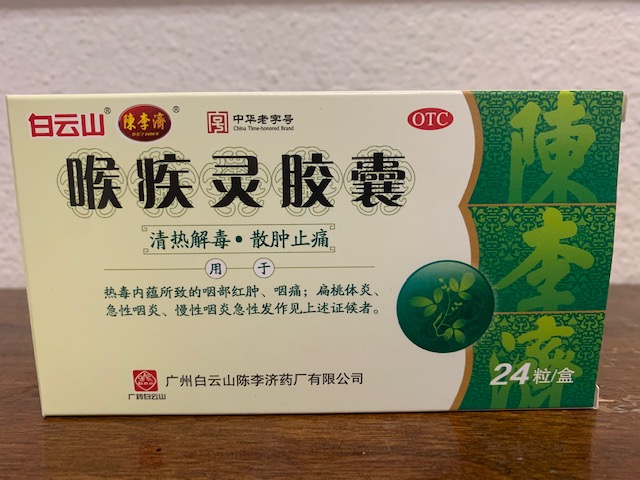 白云山®
陳李濟®
中华老字号
China Time-honored Brand
OTC
喉疾灵胶囊
清热解毒·散肿止痛
用于
热毒内蕴所致的咽部红肿、咽痛；扁桃体炎、
急性咽炎、慢性咽炎急性发作见上述证候者。
广药白云山
广州白云山陈李济药厂有限公司
陳李濟
24粒/盒